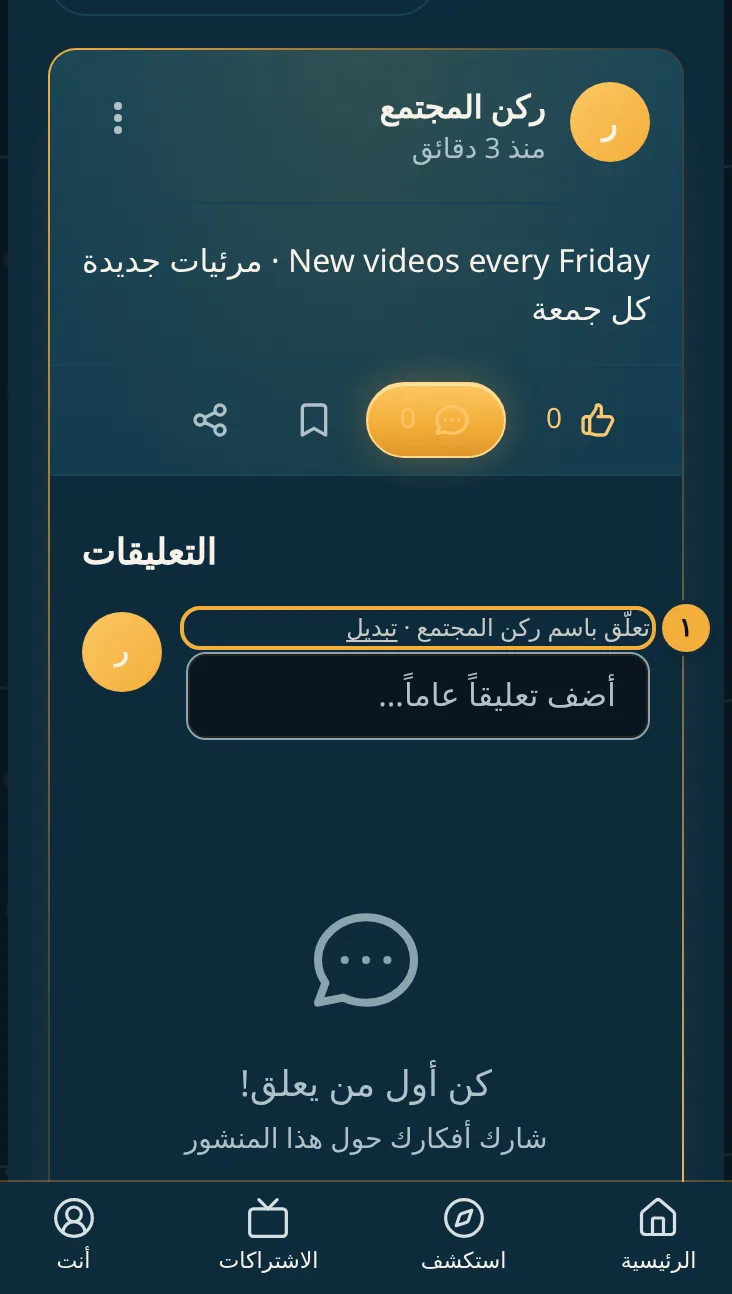 ر
ركن المجتمع
منذ 3 دقائق
New videos every Friday · مرئيات جديدة
كل جمعة
0
0
التعليقات
ر
تعلّق باسم ركن المجتمع · تبديل
١
أضف تعليقاً عاماً...
كن أول من يعلق!
شارك أفكارك حول هذا المنشور
الرئيسية
استكشف
الاشتراكات
أنت